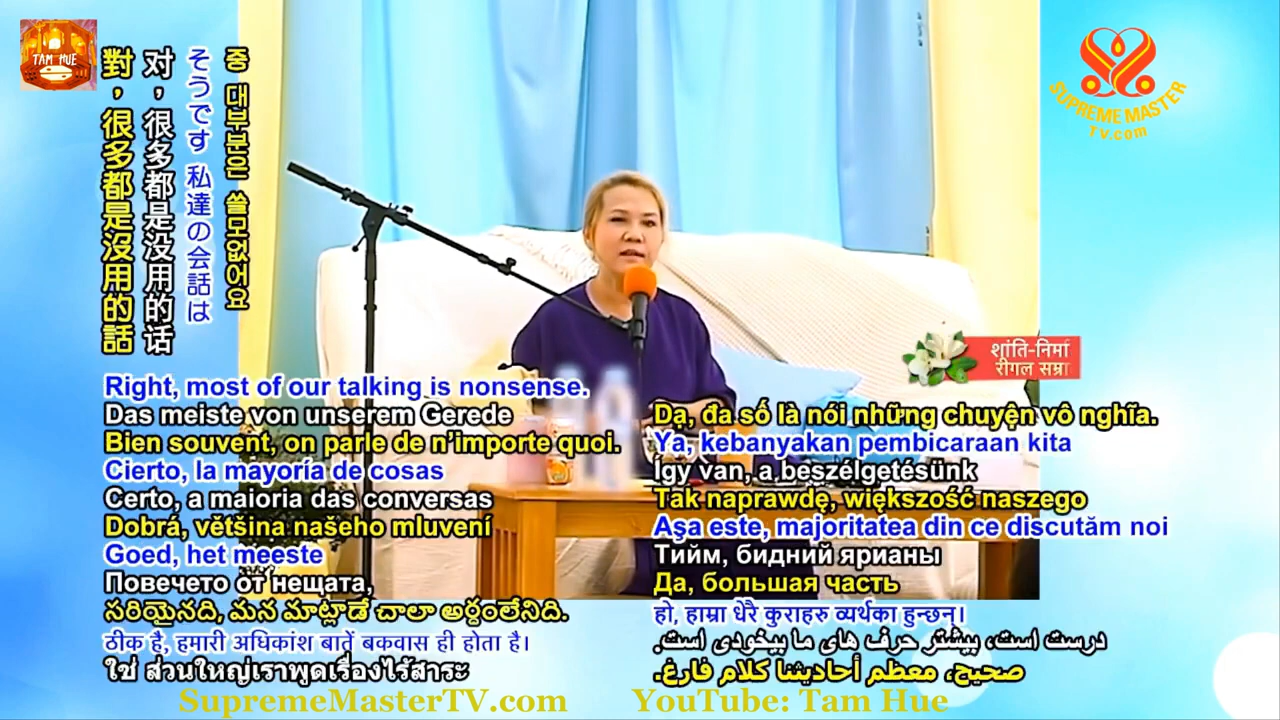 TAM HUE
對，很多都是沒用的話
对，很多都是没用的话
そうです 私達の会話は
중 대부분은 쓸모없어요
SUPREME MASTER
TV.com
शांति-निर्मा
रीगल सम्रा
Right, most of our talking is nonsense.
Das meiste von unserem Gerede
Bien souvent, on parle de n'importe quoi.
Cierto, la mayoría de cosas
Certo, a maioria das conversas
Dobrá, většina našeho mluvení
Goed, het meeste
Повечето от нещата,
సరియైనది, మన మాట్లాడే చాలా అర్థంలేనిది.
ठीक है, हमारी अधिकांश बातें बकवास ही होता है।
ใช่ ส่วนใหญ่เราพูดเรื่องไร้สาระ
Dạ, đa số là nói những chuyện vô nghĩa.
Ya, kebanyakan pembicaraan kita
Így van, a beszélgetésünk
Tak naprawdę, większość naszego
Aşa este, majoritatea din ce discutăm noi
Тийм, бидний ярианы
Да, большая часть
हो, हाम्रा धेरै कुराहरु व्यर्थका हुन्छन्।
درست است، بیشتر حرف های ما بیخودی است.
صحيح، معظم أحاديثنا كلام فارغ.
SupremeMasterTV.com
YouTube: Tam Hue